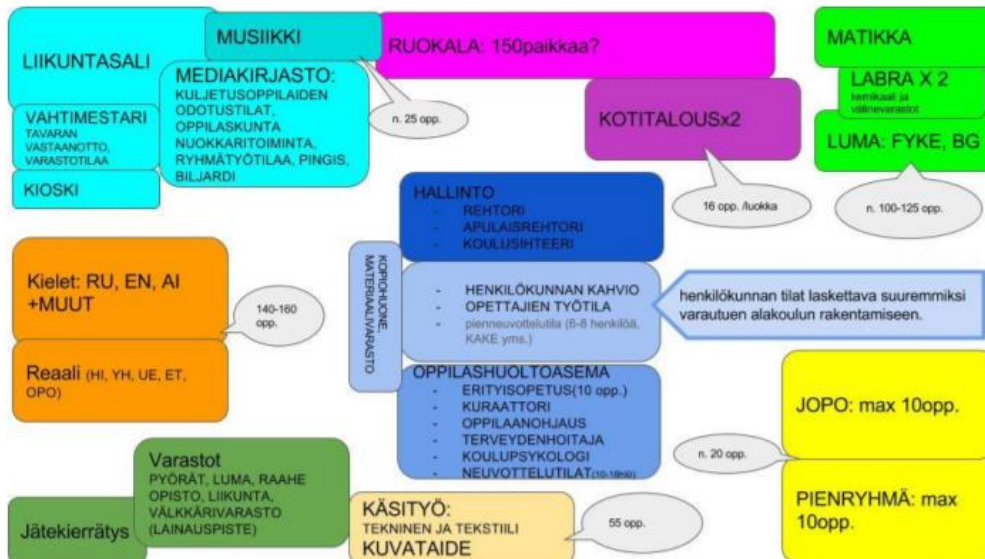 LIIKUNTASALI
MUSIIKKI
RUOKALA: 150paikkaa?
MATIKKA
LABRA X 2
kemikaali ja
välinevarastot
LUMA: FYKE, BG
MEDIAKIRJASTO:
KULJETUSOPPILAIDEN
ODOTUSTILAT,
OPPILASKUNTA
NUOKKARITOIMINTA,
RYHMÄTYÖTILAA, PINGIS,
BILJARDI
n. 25 opp.
VAHTIMESTARI
TAVARAN
VASTAANOTTO,
VARASTOTILAA
KIOSKI
KOTITALOUSx2
16 opp. /luokka
n. 100-125 opp.
HALLINTO
- REHTORI
- APULAISREHTORI
- KOULUSIHTEERI
KOPIOHUONE,
MATERIAALIVARASTO
- HENKILÖKUNNAN KAHVIO
- OPETTAJIEN TYÖTILA
- pienneuvottelutila (6-8 henkilöä,
KAKE yms.)
henkilökunnan tilat laskettava suuremmiksi
varautuen alakoulun rakentamiseen.
Kielet: RU, EN, AI
+MUUT
140-160
opp.
Reaali (HI, YH, UE, ET,
OPO)
OPPILASHUOLTOASEMA
- ERITYISOPETUS(10 opp.)
- KURAATTORI
- OPPILAANOHJAUS
- TERVEYDENHOITAJA
- KOULUPSYKOLOGI
- NEUVOTTELUTILAT
JOPO: max 10opp.
n. 20 opp.
PIENRYHMÄ: max
10opp.
Varastot
PYÖRÄT, LUMA, RAAHE
OPISTO, LIIKUNTA,
VÄLKKÄRIVARASTO
(LAINAUSPISTE)
Jätekierrätys
KÄSITYÖ:
TEKNINEN JA TEKSTIILI
KUVATAIDE
55 opp.